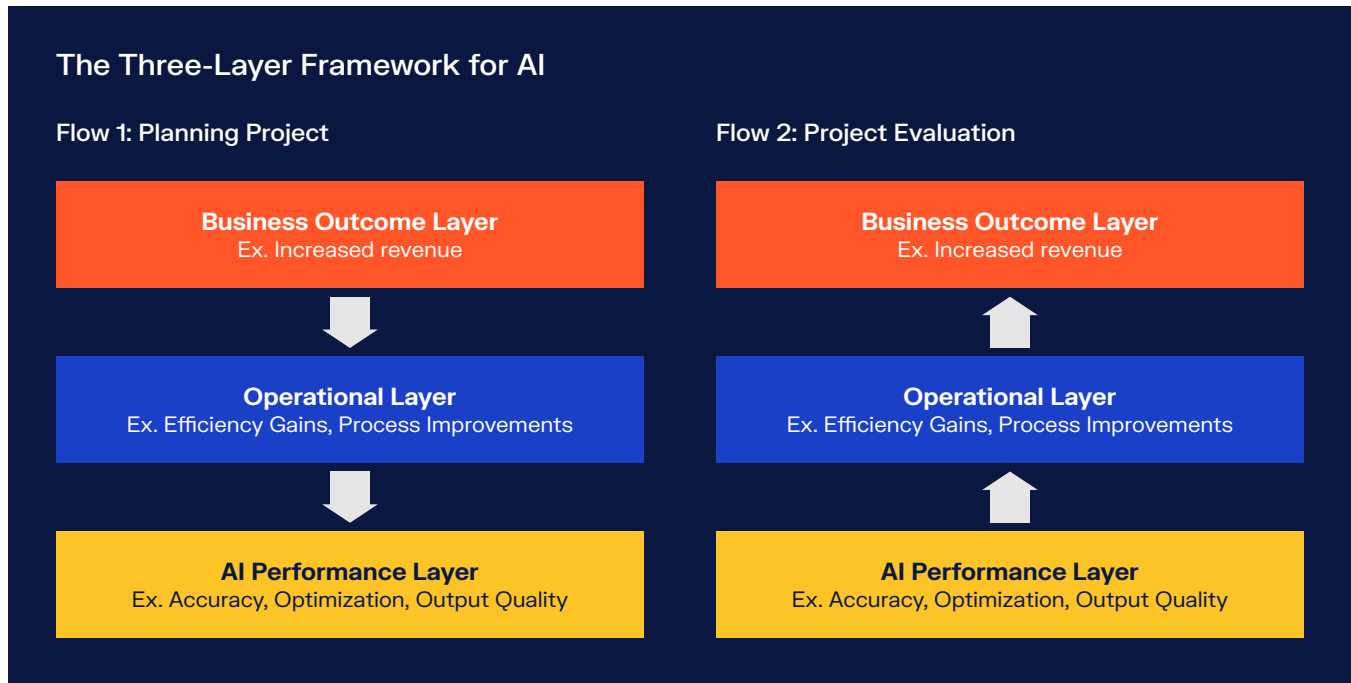 The Three-Layer Framework for AI
Flow 1: Planning Project
Business Outcome Layer
Ex. Increased revenue
Operational Layer
Ex. Efficiency Gains, Process Improvements
AI Performance Layer
Ex. Accuracy, Optimization, Output Quality
Flow 2: Project Evaluation
Business Outcome Layer
Ex. Increased revenue
Operational Layer
Ex. Efficiency Gains, Process Improvements
AI Performance Layer
Ex. Accuracy, Optimization, Output Quality